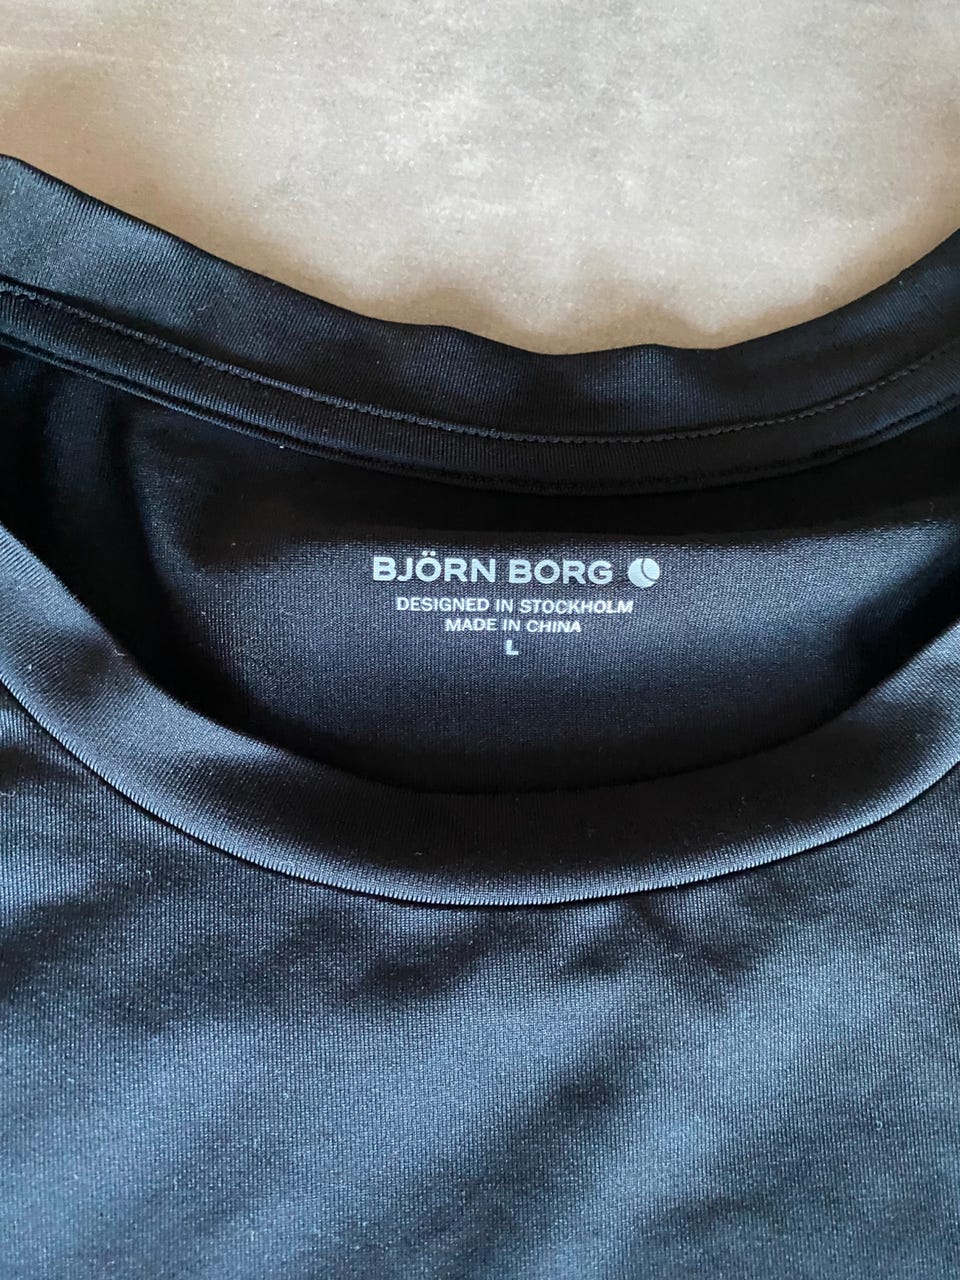 BJÖRN BORG
DESIGNED IN STOCKHOLM
MADE IN CHINA
L